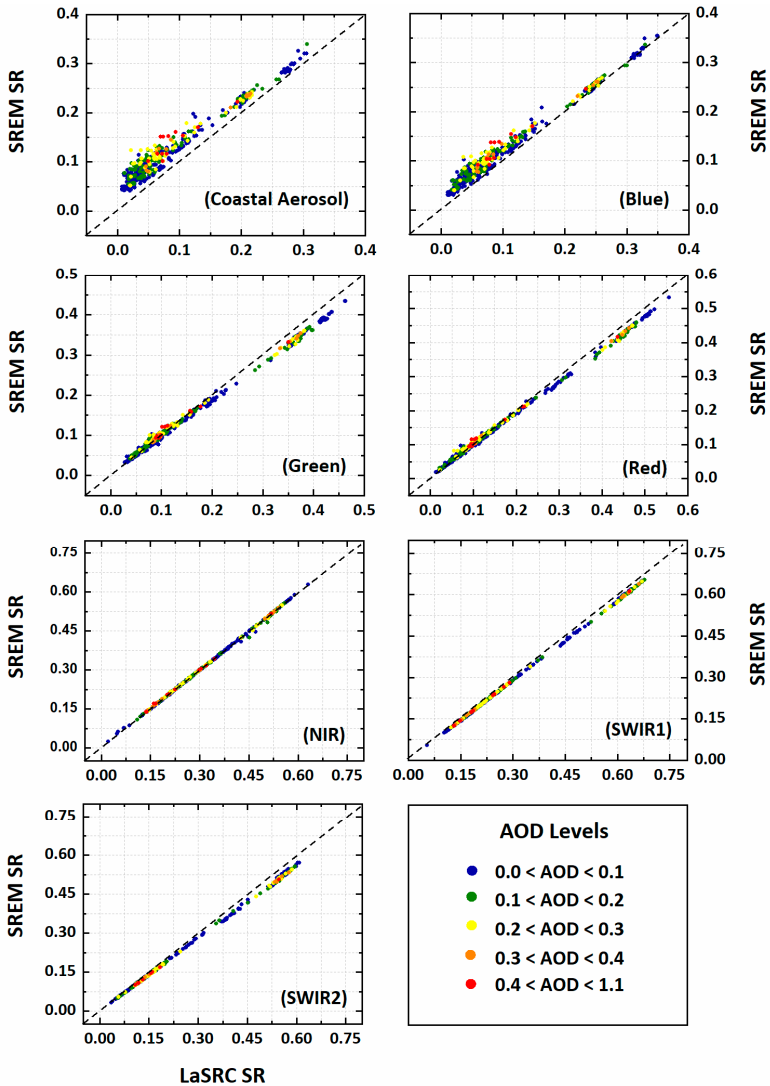 0.4
0.3
0.2
0.1
0.0
SREM SR
(Coastal Aerosol)
0.0 0.1 0.2 0.3 0.4
0.4
0.3
0.2
0.1
0.0
SREM SR
(Blue)
0.0 0.1 0.2 0.3 0.4
0.5
0.4
0.3
0.2
0.1
0.0
SREM SR
(Green)
0.0 0.1 0.2 0.3 0.4 0.5
0.6
0.5
0.4
0.3
0.2
0.1
0.0
SREM SR
(Red)
0.0 0.1 0.2 0.3 0.4 0.5 0.6
0.75
0.60
0.45
0.30
0.15
0.00
SREM SR
(NIR)
0.00 0.15 0.30 0.45 0.60 0.75
0.75
0.60
0.45
0.30
0.15
0.00
SREM SR
(SWIR1)
0.00 0.15 0.30 0.45 0.60 0.75
0.75
0.60
0.45
0.30
0.15
0.00
SREM SR
(SWIR2)
0.00 0.15 0.30 0.45 0.60 0.75
LaSRC SR
AOD Levels
0.0 < AOD < 0.1
0.1 < AOD < 0.2
0.2 < AOD < 0.3
0.3 < AOD < 0.4
0.4 < AOD < 1.1